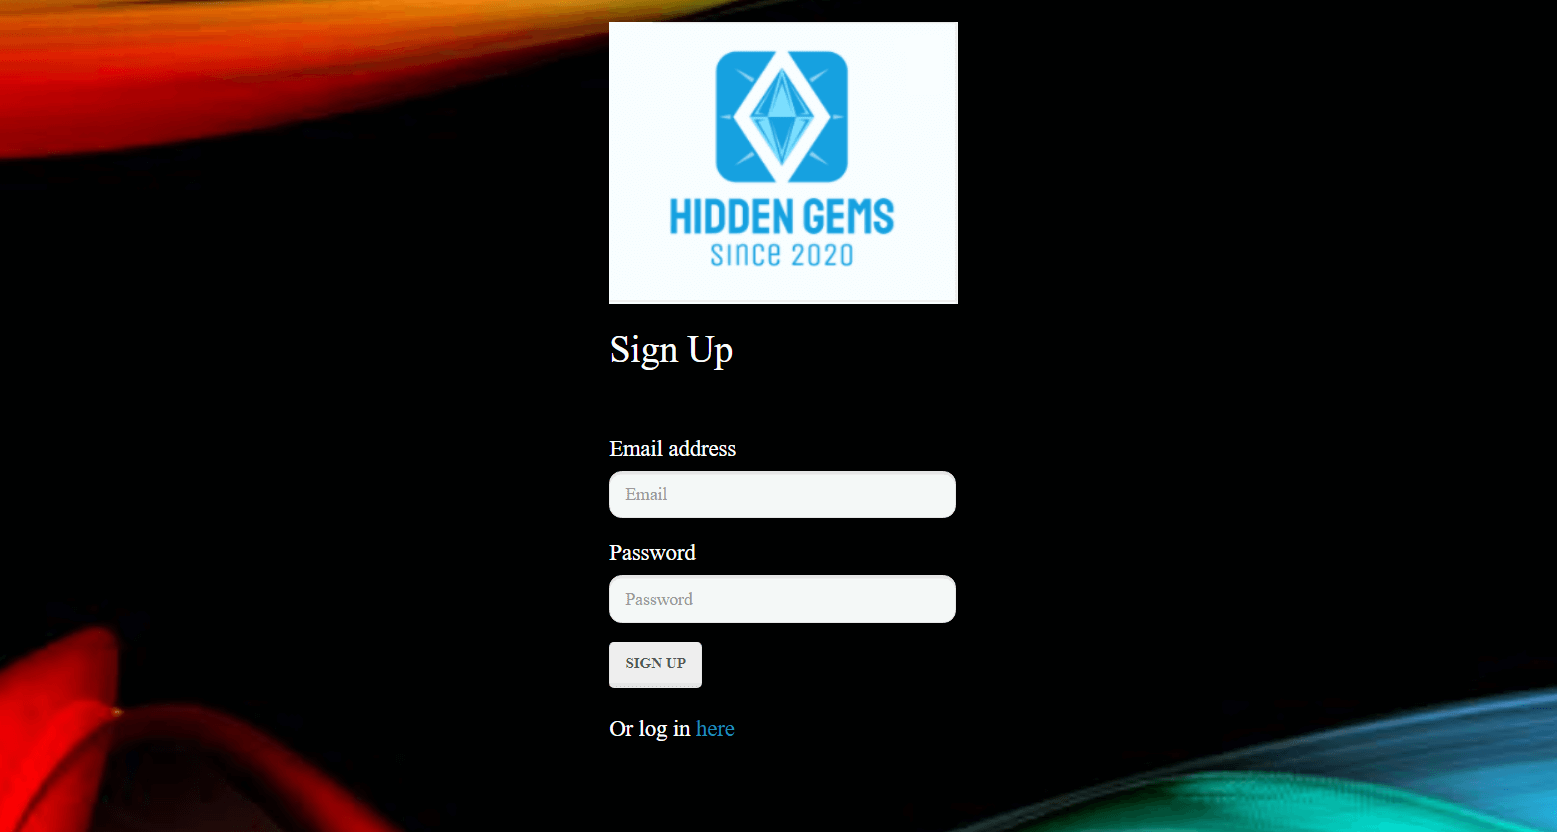 HIDDEN GEMS
SINCE 2020
Sign Up
Email address
Email
Password
Password
SIGN UP
Or log in here